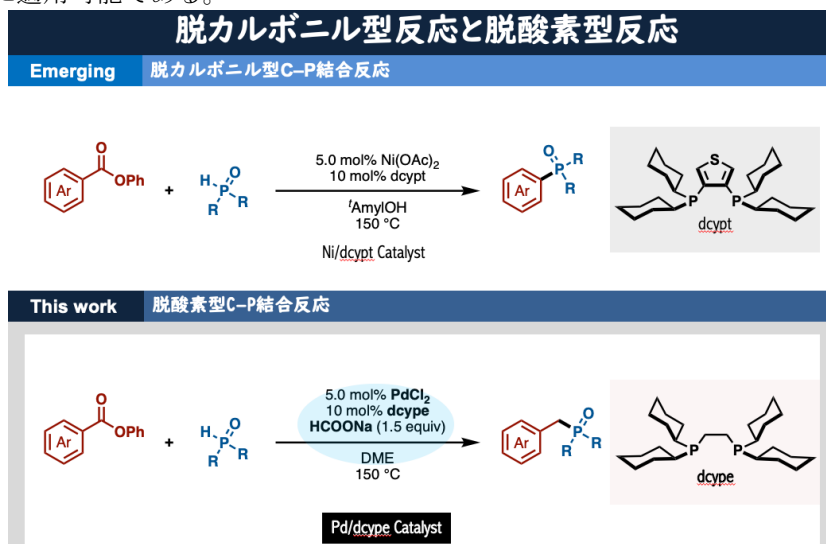 に適用可能である。
脱カルボニル型反応と脱酸素型反応
Emerging 脱カルボニル型C–P結合反応
Ar
O
OPh
+
H
P
O
R
R
5.0 mol% Ni(OAc)2
10 mol% dcypt
tAmylOH
150 °C
Ni/dcypt Catalyst
Ar
O
P
R
R
S
P
P
dcypt
This work 脱酸素型C–P結合反応
Ar
O
OPh
+
H
P
O
R
R
5.0 mol% PdCl2
10 mol% dcype
HCOONa (1.5 equiv)
DME
150 °C
Pd/dcype Catalyst
Ar
P
O
R
R
P
P
dcype